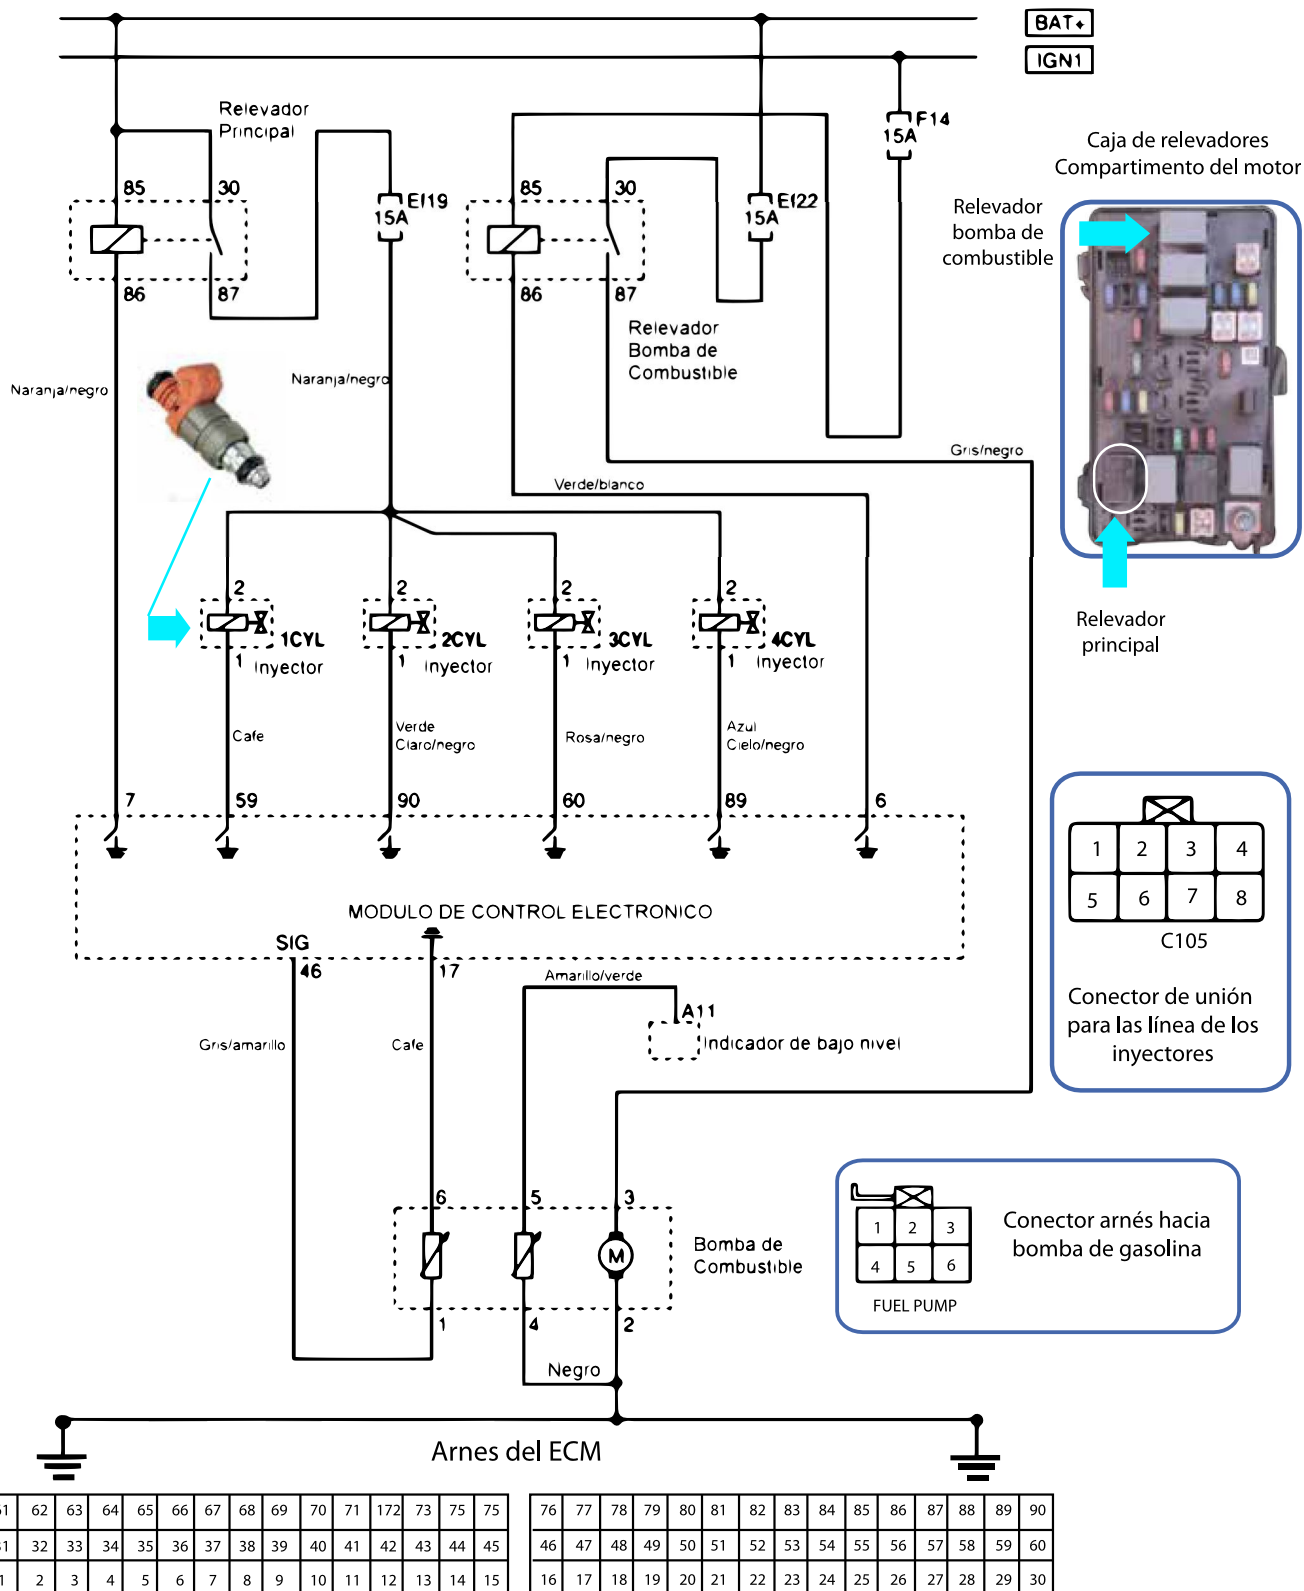 BAT+
IGN1
Relevador
Principal
F14
15A
85
30
Ef19
15A
85
30
Ef22
15A
86
87
86
87
Relevador
Bomba de
Combustible
Caja de relevadores
Compartimento del motor
Relevador
bomba de
combustible
Relevador
principal
Naranja/negro
Naranja/negro
Gris/negro
Verde/blanco
2
2
2
2
1CYL
2CYL
3CYL
4CYL
1
1
1
1
Inyector
Inyector
Inyector
Inyector
Cafe
Verde
Claro/negro
Rosa/negro
Azul
Cielo/negro
7
59
90
60
89
6
MODULO DE CONTROL ELECTRONICO
SIG
46
17
1 2 3 4
5 6 7 8
C105
Conector de unión
para las línea de los
inyectores
Amarillo/verde
A11
Indicador de bajo nivel
Gris/amarillo
Cafe
6
5
3
M
Bomba de
Combustible
1
4
2
Negro
1 2 3
4 5 6
FUEL PUMP
Conector arnés hacia
bomba de gasolina
Arnes del ECM
62 63 64 65 66 67 68 69 70 71 172 73 75 75 76 77 78 79 80 81 82 83 84 85 86 87 88 89 90
32 33 34 35 36 37 38 39 40 41 42 43 44 45 46 47 48 49 50 51 52 53 54 55 56 57 58 59 60
1 2 3 4 5 6 7 8 9 10 11 12 13 14 15 16 17 18 19 20 21 22 23 24 25 26 27 28 29 30